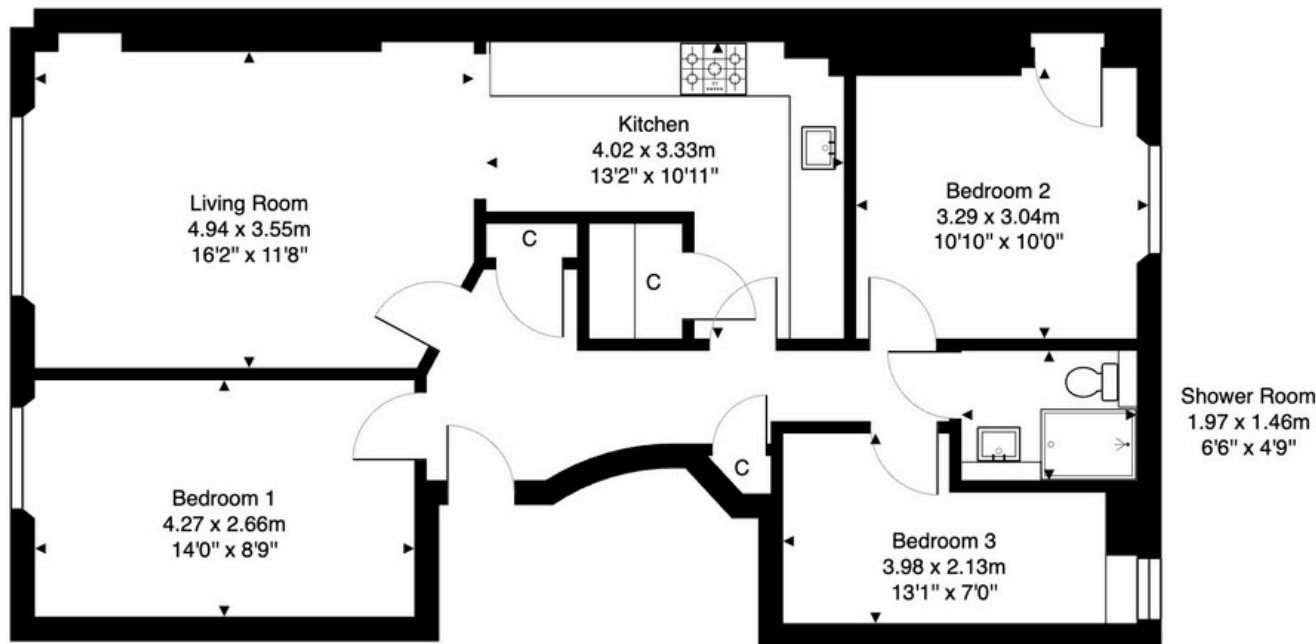 Living Room
4.94 x 3.55m
16'2" x 11'8"
Kitchen
4.02 x 3.33m
13'2" x 10'11"
Bedroom 2
3.29 x 3.04m
10'10" x 10'0"
C
C
Shower Room
1.97 x 1.46m
6'6" x 4'9"
C
Bedroom 1
4.27 x 2.66m
14'0" x 8'9"
Bedroom 3
3.98 x 2.13m
13'1" x 7'0"